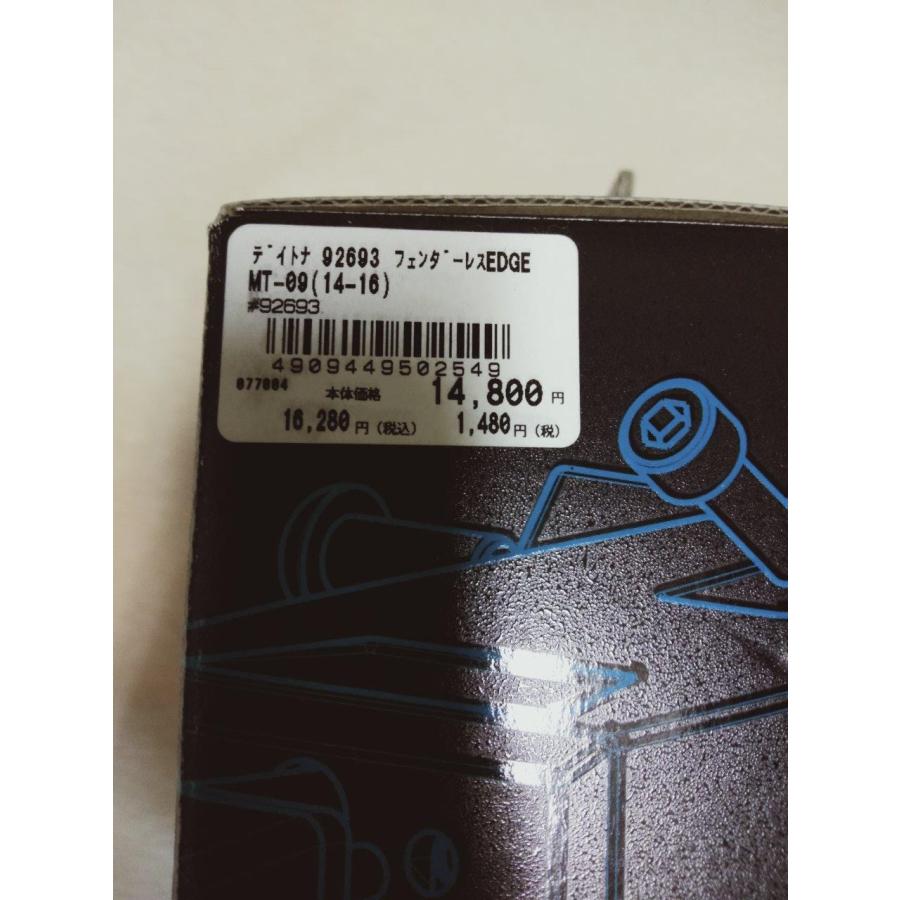 ﾃﾞｲﾄﾅ 92693 ﾌｪﾝﾀﾞｰﾚｽEDGE
MT-09(14-16)
#92693
4909449502549
077004 本体価格 14,800円
16,280円(税込) 1,480円(税)